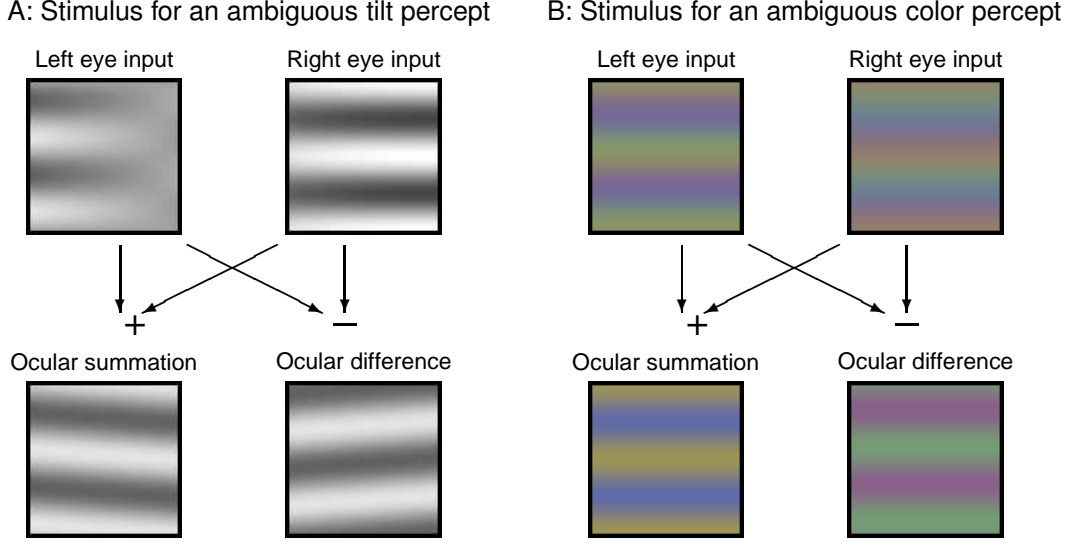 A: Stimulus for an ambiguous tilt percept
Left eye input
Right eye input
+
−
Ocular summation
Ocular difference
B: Stimulus for an ambiguous color percept
Left eye input
Right eye input
+
−
Ocular summation
Ocular difference